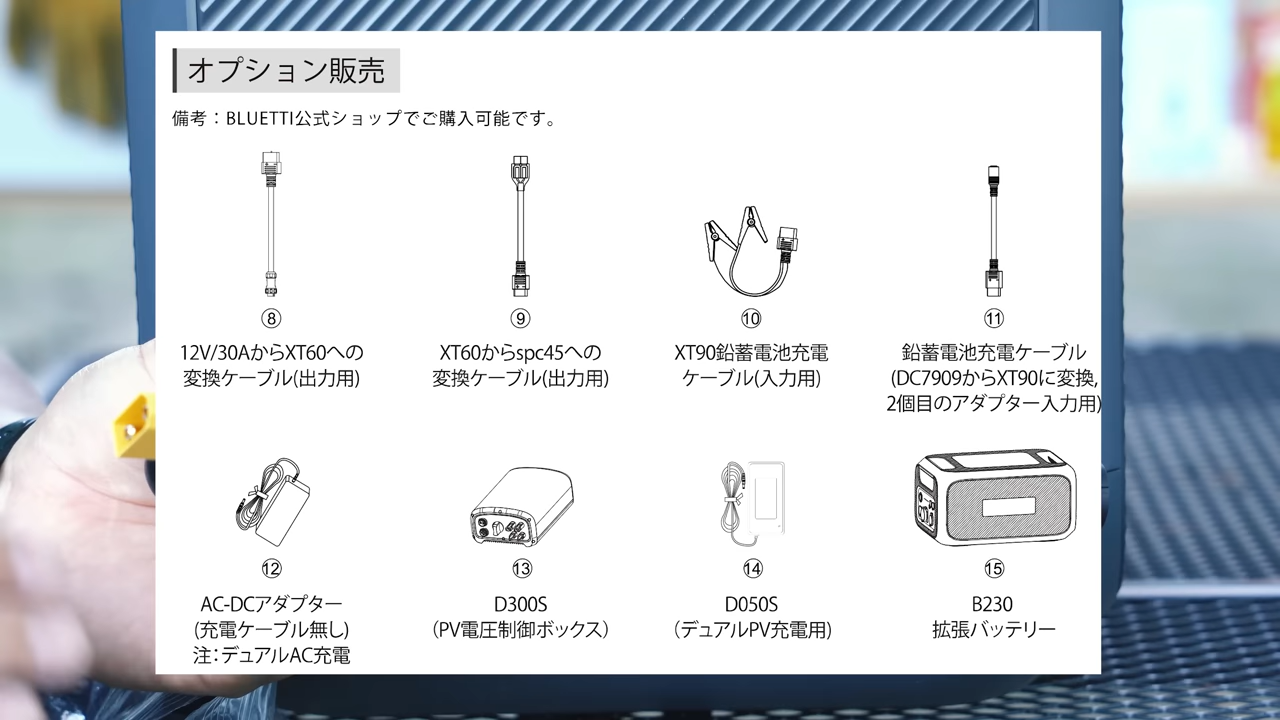 オプション販売
備考：BLUETTI公式ショップでご購入可能です。
⑧
12V/30AからXT60への
変換ケーブル(出力用)
⑨
XT60からspc45への
変換ケーブル(出力用)
⑩
XT90鉛蓄電池充電
ケーブル(入力用)
⑪
鉛蓄電池充電ケーブル
(DC7909からXT90に変換,
2個目のアダプター入力用)
⑫
AC-DCアダプター
(充電ケーブル無し)
注：デュアルAC充電
⑬
D300S
（PV電圧制御ボックス）
⑭
D050S
（デュアルPV充電用)
⑮
B230
拡張バッテリー